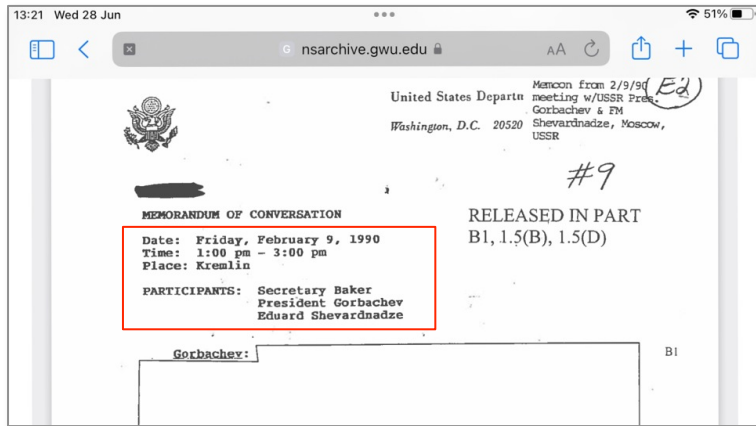 13:21 Wed 28 Jun
51%
nsarchive.gwu.edu
AA
United States Departm
Washington, D.C. 20520
Memcon from 2/9/90
meeting w/USSR Pres.
Gorbachev & FM
Shevardnadze, Moscow,
USSR
#9
MEMORANDUM OF CONVERSATION
RELEASED IN PART
B1, 1.5(B), 1.5(D)
Date: Friday, February 9, 1990
Time: 1:00 pm - 3:00 pm
Place: Kremlin
PARTICIPANTS: Secretary Baker
President Gorbachev
Eduard Shevardnadze
Gorbachev:
B1